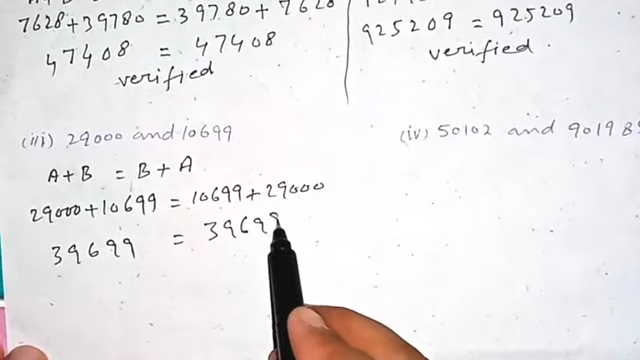 7628+39780 = 39780+7628
47408 = 47408
verified
925209 = 925209
verified.
(iii) 29000 and 10699
A+B = B+A
29000+10699 = 10699+29000
39699 = 39699
(iv) 50102 and 90198